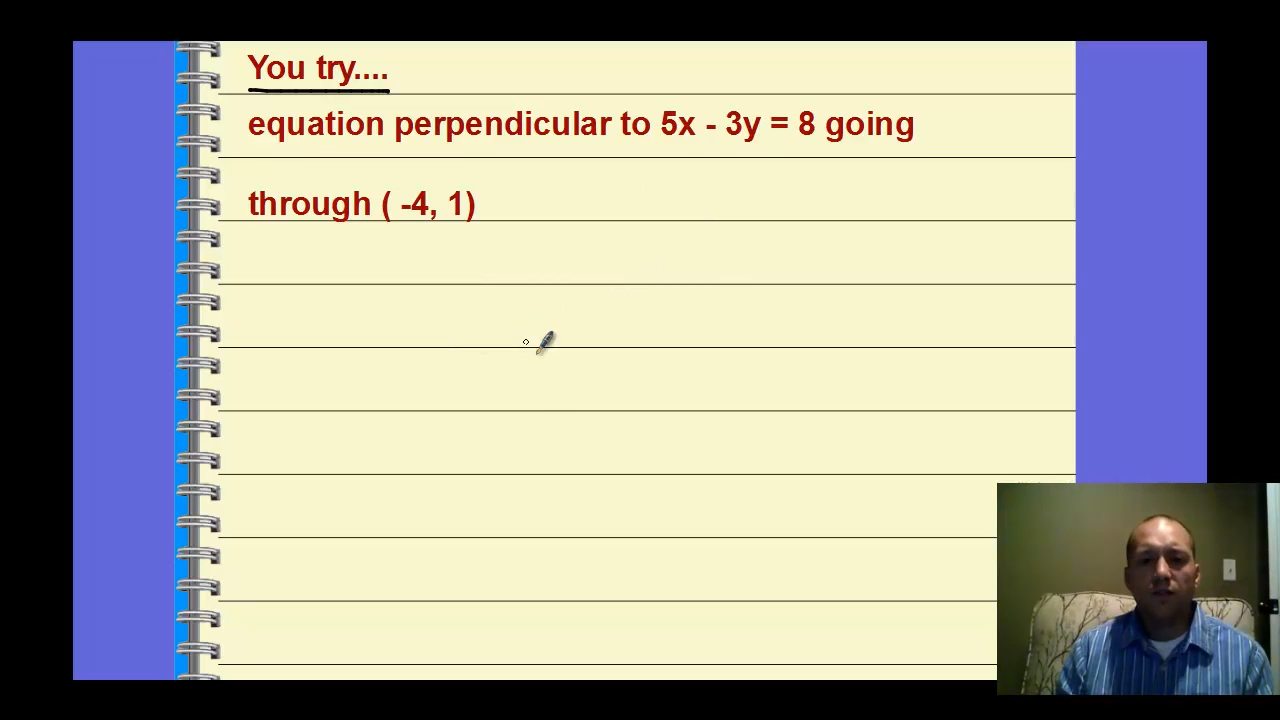 You try....
equation perpendicular to 5x - 3y = 8 going
through ( -4, 1)